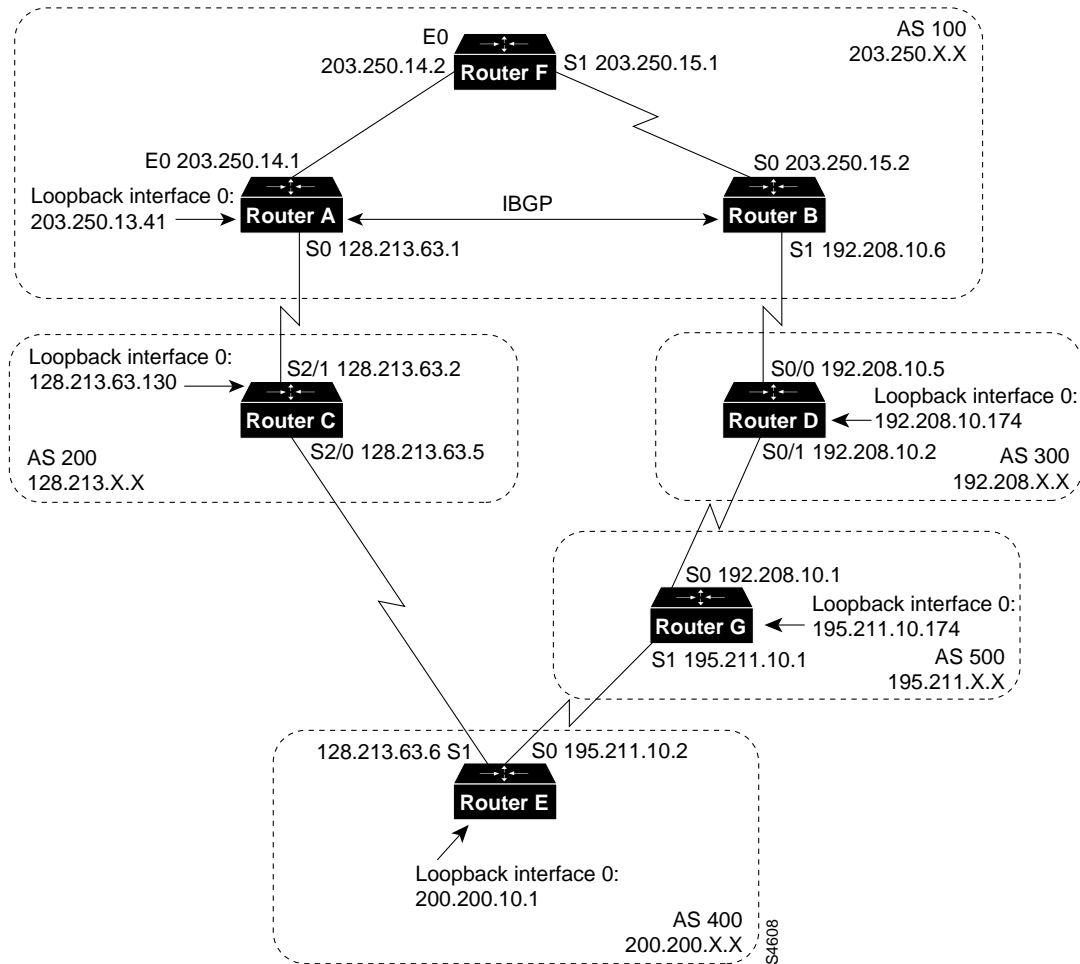 AS 100
203.250.X.X
E0
203.250.14.2
S1 203.250.15.1
Router F
E0 203.250.14.1
S0 203.250.15.2
Loopback interface 0:
203.250.13.41
Router A
IBGP
Router B
S0 128.213.63.1
S1 192.208.10.6
Loopback interface 0:
128.213.63.130
S2/1 128.213.63.2
Router C
S2/0 128.213.63.5
AS 200
128.213.X.X
S0/0 192.208.10.5
Loopback interface 0:
192.208.10.174
Router D
S0/1 192.208.10.2
AS 300
192.208.X.X
S0 192.208.10.1
Loopback interface 0:
195.211.10.174
Router G
S1 195.211.10.1
AS 500
195.211.X.X
128.213.63.6 S1
S0 195.211.10.2
Router E
Loopback interface 0:
200.200.10.1
AS 400
200.200.X.X
S4608